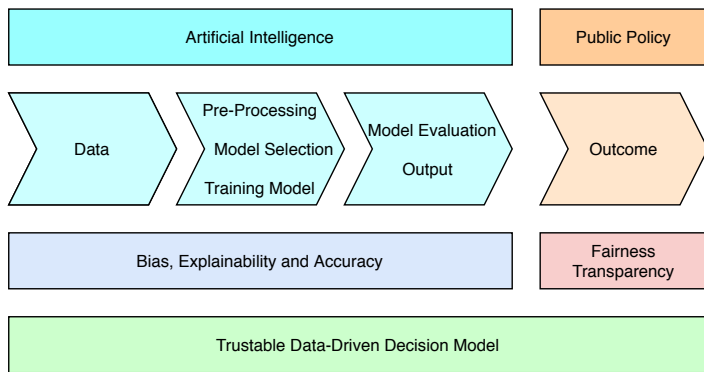 Artificial Intelligence
Public Policy
Data
Pre-Processing
Model Selection
Training Model
Model Evaluation
Output
Outcome
Bias, Explainability and Accuracy
Fairness
Transparency
Trustable Data-Driven Decision Model